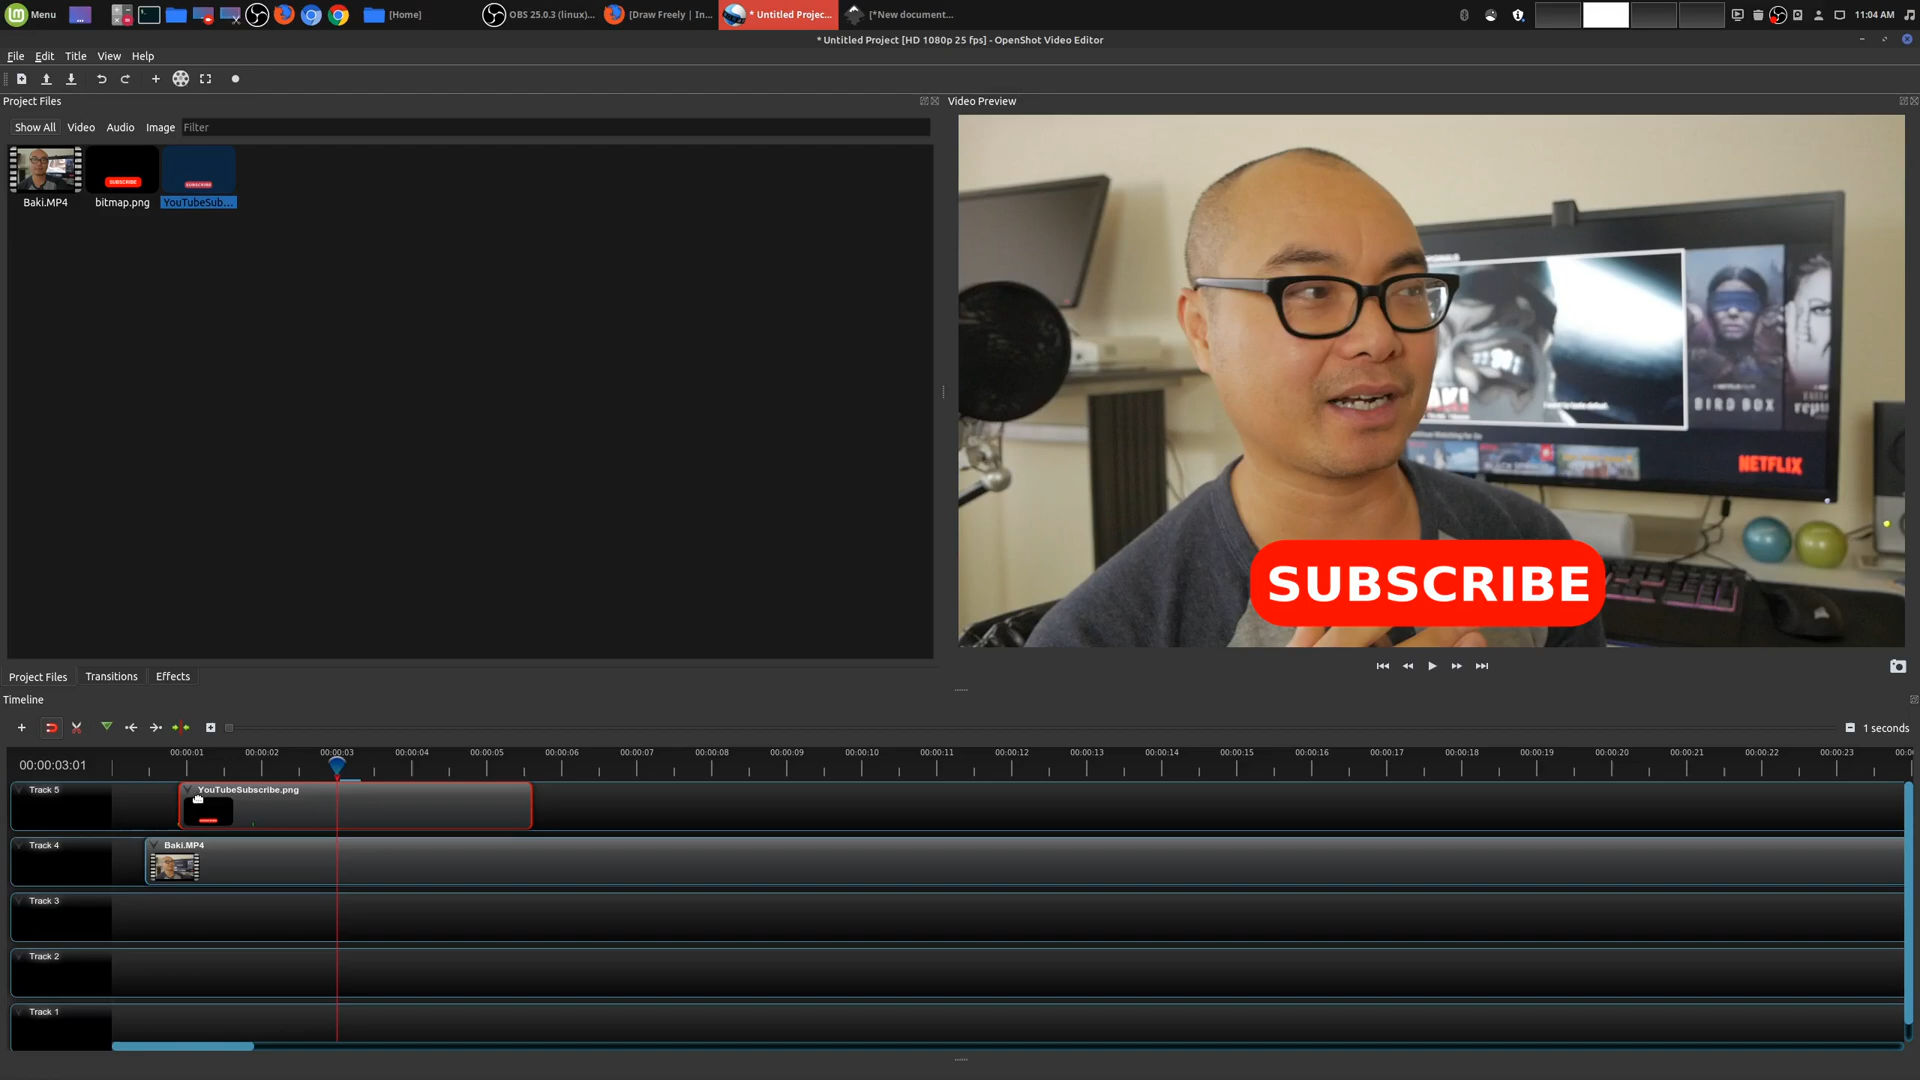 Menu
[Home]
OBS 25.0.3 (linux)...
[Draw Freely | In...
* Untitled Projec...
[*New document...
11:04 AM
* Untitled Project [HD 1080p 25 fps] - OpenShot Video Editor
File Edit Title View Help
Project Files
Video Preview
Show All Video Audio Image Filter
SUBSCRIBE
SUBSCRIBE
Baki.MP4
bitmap.png
YouTubeSub...
BIRD BOX
NETFLIX
SUBSCRIBE
Project Files Transitions Effects
Timeline
1 seconds
00:00:03:01
00:00:01 00:00:02 00:00:03 00:00:04 00:00:05 00:00:06 00:00:07 00:00:08 00:00:09 00:00:10 00:00:11 00:00:12 00:00:13 00:00:14 00:00:15 00:00:16 00:00:17 00:00:18 00:00:19 00:00:20 00:00:21 00:00:22 00:00:23
Track 5
YouTubeSubscribe.png
Track 4
Baki.MP4
Track 3
Track 2
Track 1